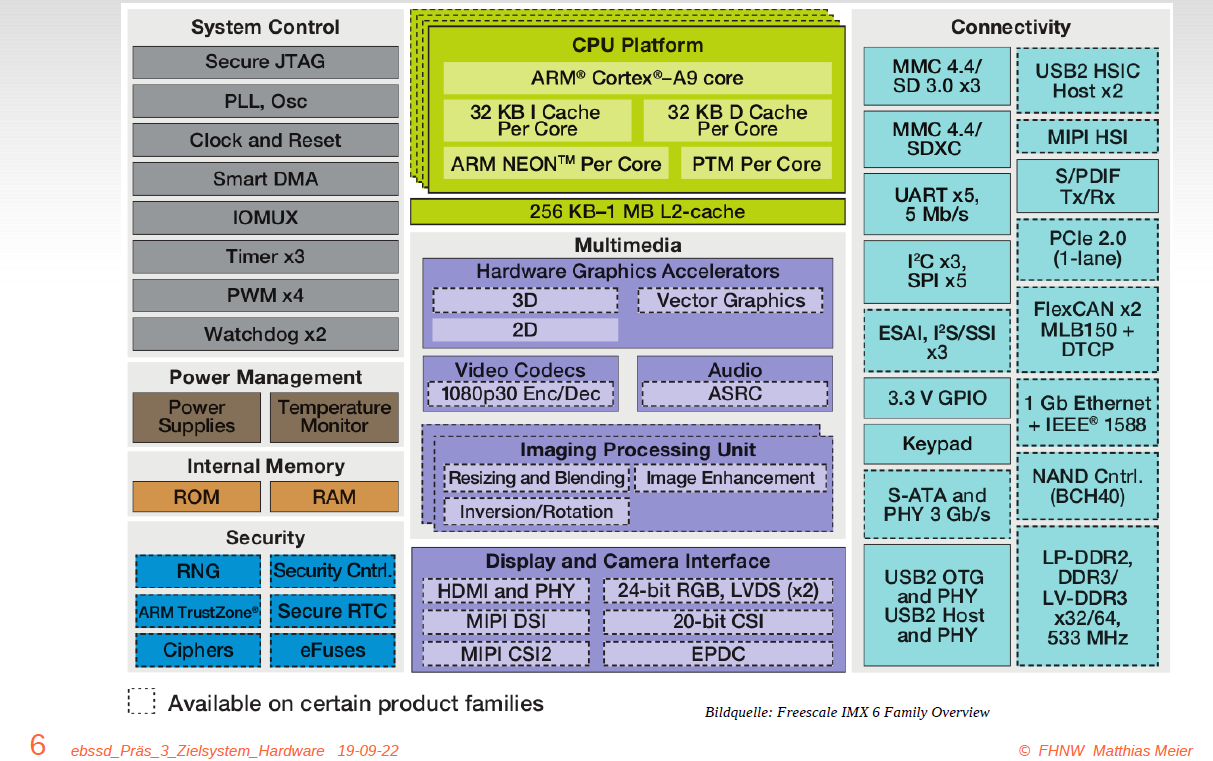 System Control
Secure JTAG
PLL, Osc
Clock and Reset
Smart DMA
IOMUX
Timer x3
PWM x4
Watchdog x2
Power Management
Power
Supplies
Temperature
Monitor
Internal Memory
ROM
RAM
Security
RNG
Security Cntrl.
ARM TrustZone®
Secure RTC
Ciphers
eFuses
CPU Platform
ARM® Cortex®–A9 core
32 KB I Cache
Per Core
32 KB D Cache
Per Core
ARM NEON™ Per Core
PTM Per Core
256 KB–1 MB L2-cache
Multimedia
Hardware Graphics Accelerators
3D
Vector Graphics
2D
Video Codecs
1080p30 Enc/Dec
Audio
ASRC
Imaging Processing Unit
Resizing and Blending
Image Enhancement
Inversion/Rotation
Display and Camera Interface
HDMI and PHY
24-bit RGB, LVDS (x2)
MIPI DSI
20-bit CSI
MIPI CSI2
EPDC
Connectivity
MMC 4.4/
SD 3.0 x3
MMC 4.4/
SDXC
UART x5,
5 Mb/s
I²C x3,
SPI x5
ESAI, I²S/SSI
x3
3.3 V GPIO
Keypad
S-ATA and
PHY 3 Gb/s
USB2 OTG
and PHY
USB2 Host
and PHY
USB2 HSIC
Host x2
MIPI HSI
S/PDIF
Tx/Rx
PCIe 2.0
(1-lane)
FlexCAN x2
MLB150 +
DTCP
1 Gb Ethernet
+ IEEE® 1588
NAND Cntrl.
(BCH40)
LP-DDR2,
DDR3/
LV-DDR3
x32/64,
533 MHz
Available on certain product families
Bildquelle: Freescale IMX 6 Family Overview
6 ebssd_Präs_3_Zielsystem_Hardware 19-09-22
© FHNW Matthias Meier